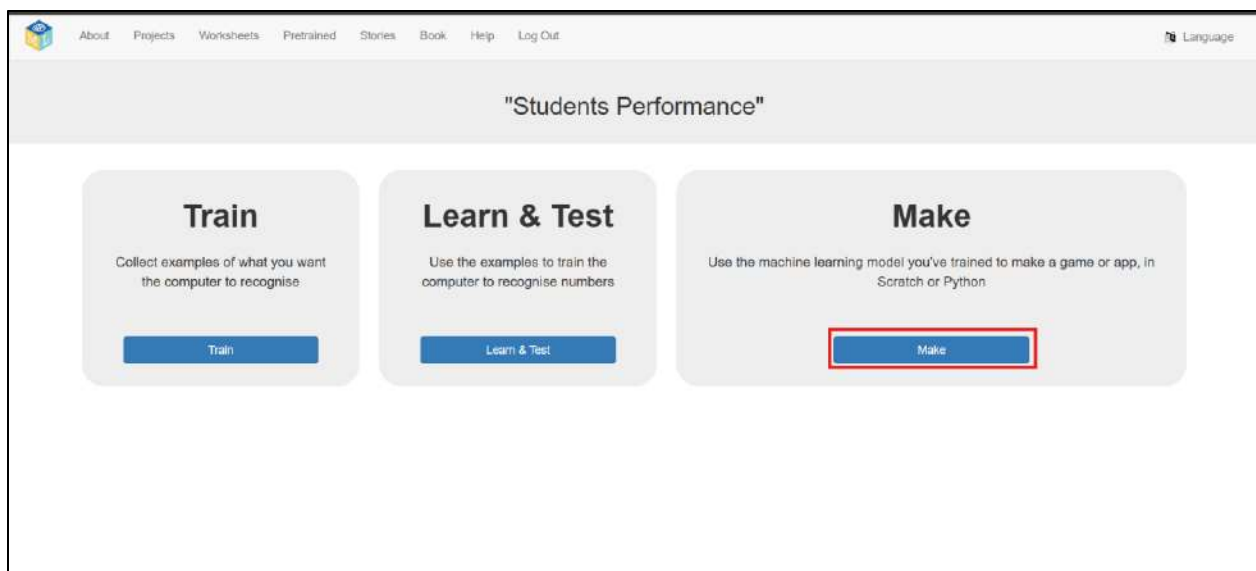 About Projects Worksheets Pretrained Stories Book Help Log Out Language
"Students Performance"
Train
Collect examples of what you want
the computer to recognise
Train
Learn & Test
Use the examples to train the
computer to recognise numbers
Learn & Test
Make
Use the machine learning model you've trained to make a game or app, in
Scratch or Python
Make